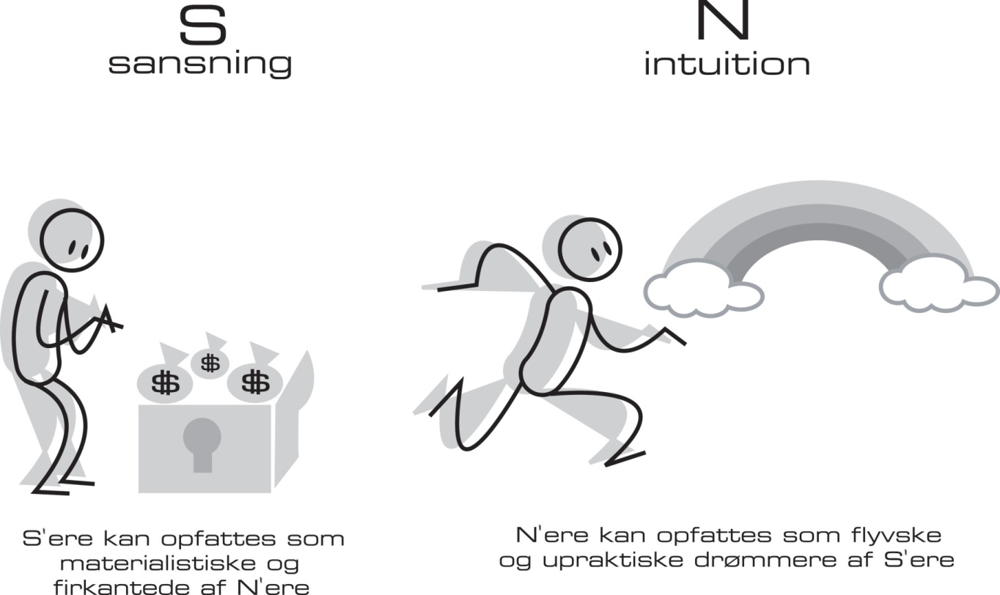 S
sansning
N
intuition
$
$
$
S'ere kan opfattes som
materialistiske og
firkantede af N'ere
N'ere kan opfattes som flyvske
og upraktiske drømmere af S'ere